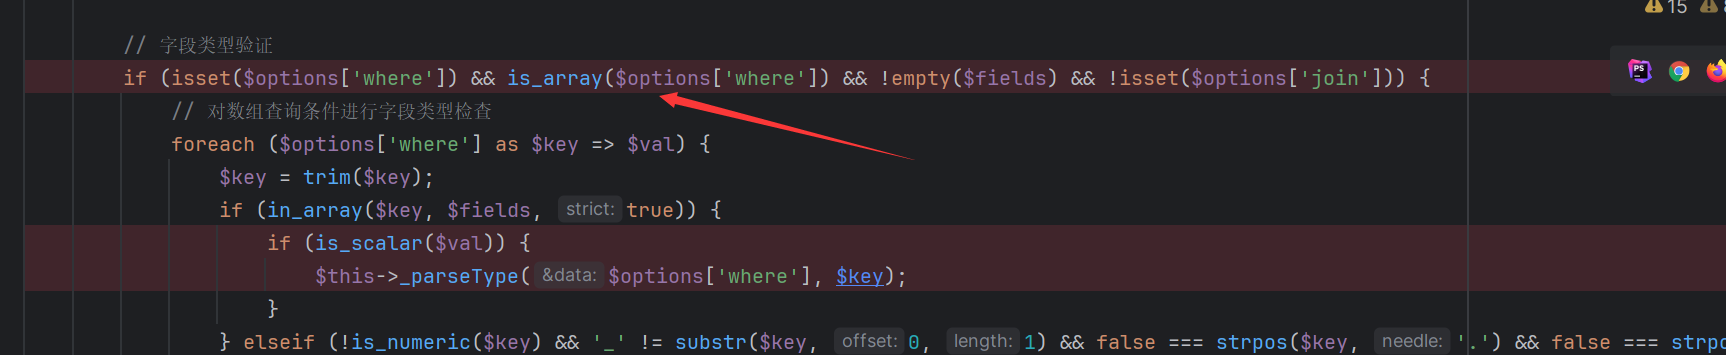 15
// 字段类型验证
if (isset($options['where']) && is_array($options['where']) && !empty($fields) && !isset($options['join'])) {
PS
// 对数组查询条件进行字段类型检查
foreach ($options['where'] as $key => $val) {
$key = trim($key);
if (in_array($key, $fields, strict: true)) {
if (is_scalar($val)) {
$this->_parseType( &data: $options['where'], $key);
}
} elseif (!is_numeric($key) && '_' != substr($key, offset: 0, length: 1) && false === strpos($key, needle: '.') && false === strpo